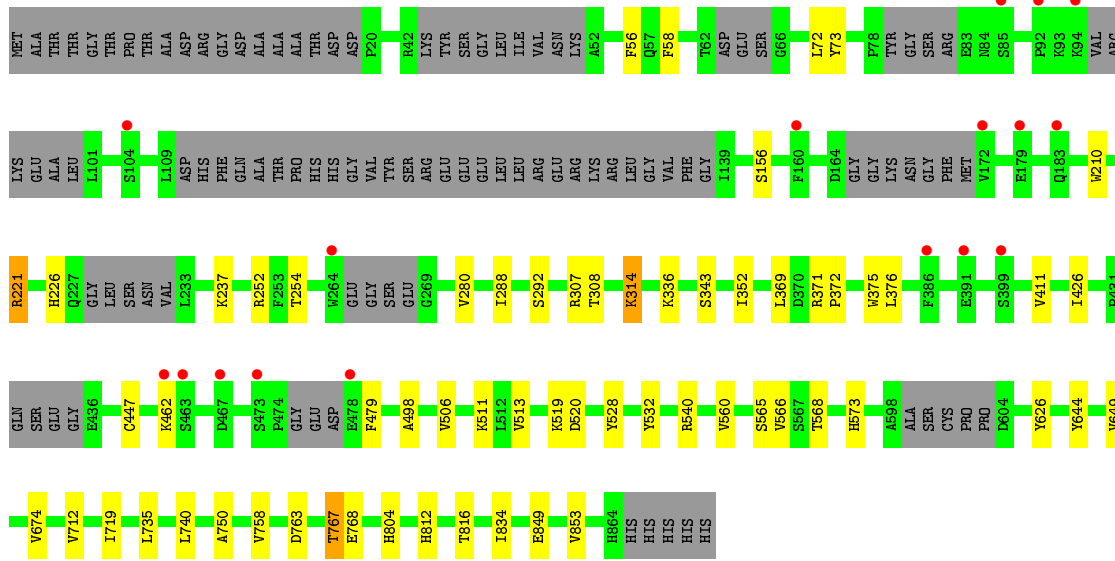 MET ALA THR THR GLY THR PRO THR ALA ASP ARG GLY ASP ALA ALA ALA THR ASP ASP P20 R42 LYS TYR SER GLY LEU ILE VAL ASN LYS A52 F56 Q57 F58 T62 ASP GLU SER G66 L72 Y73 P78 TYR GLY SER ARG E83 N84 S85 P92 K93 K94 VAL ARG
LYS GLU ALA LEU L101 S104 L109 ASP HIS PHE GLN ALA THR PRO HIS HIS GLY VAL TYR SER ARG GLU GLU GLU LEU LEU ARG GLU ARG LYS ARG LEU GLY VAL PHE GLY I139 S156 F160 D164 GLY GLY LYS ASN GLY PHE MET V172 E179 Q183 W210
R221 H226 Q227 GLY LEU SER ASN VAL L233 K237 R252 F253 T254 W264 GLU GLY SER GLU G269 V280 I288 S292 R307 T308 K314 K336 S343 I352 L369 D370 R371 P372 W375 L376 F386 E391 S399 V411 I426
GLN SER GLU GLY E436 C447 K462 S463 D467 S473 P474 GLY GLU ASP E478 F479 A498 V506 K511 L512 V513 K519 D520 Y528 Y532 R540 V560 S565 V566 S567 T568 H573 A598 ALA SER CYS PRO PRO D604 Y626 Y644
V674 V712 I719 L735 L740 A750 V758 D763 T767 E768 H804 H812 T816 I834 E849 V853 H864 HIS HIS HIS HIS HIS